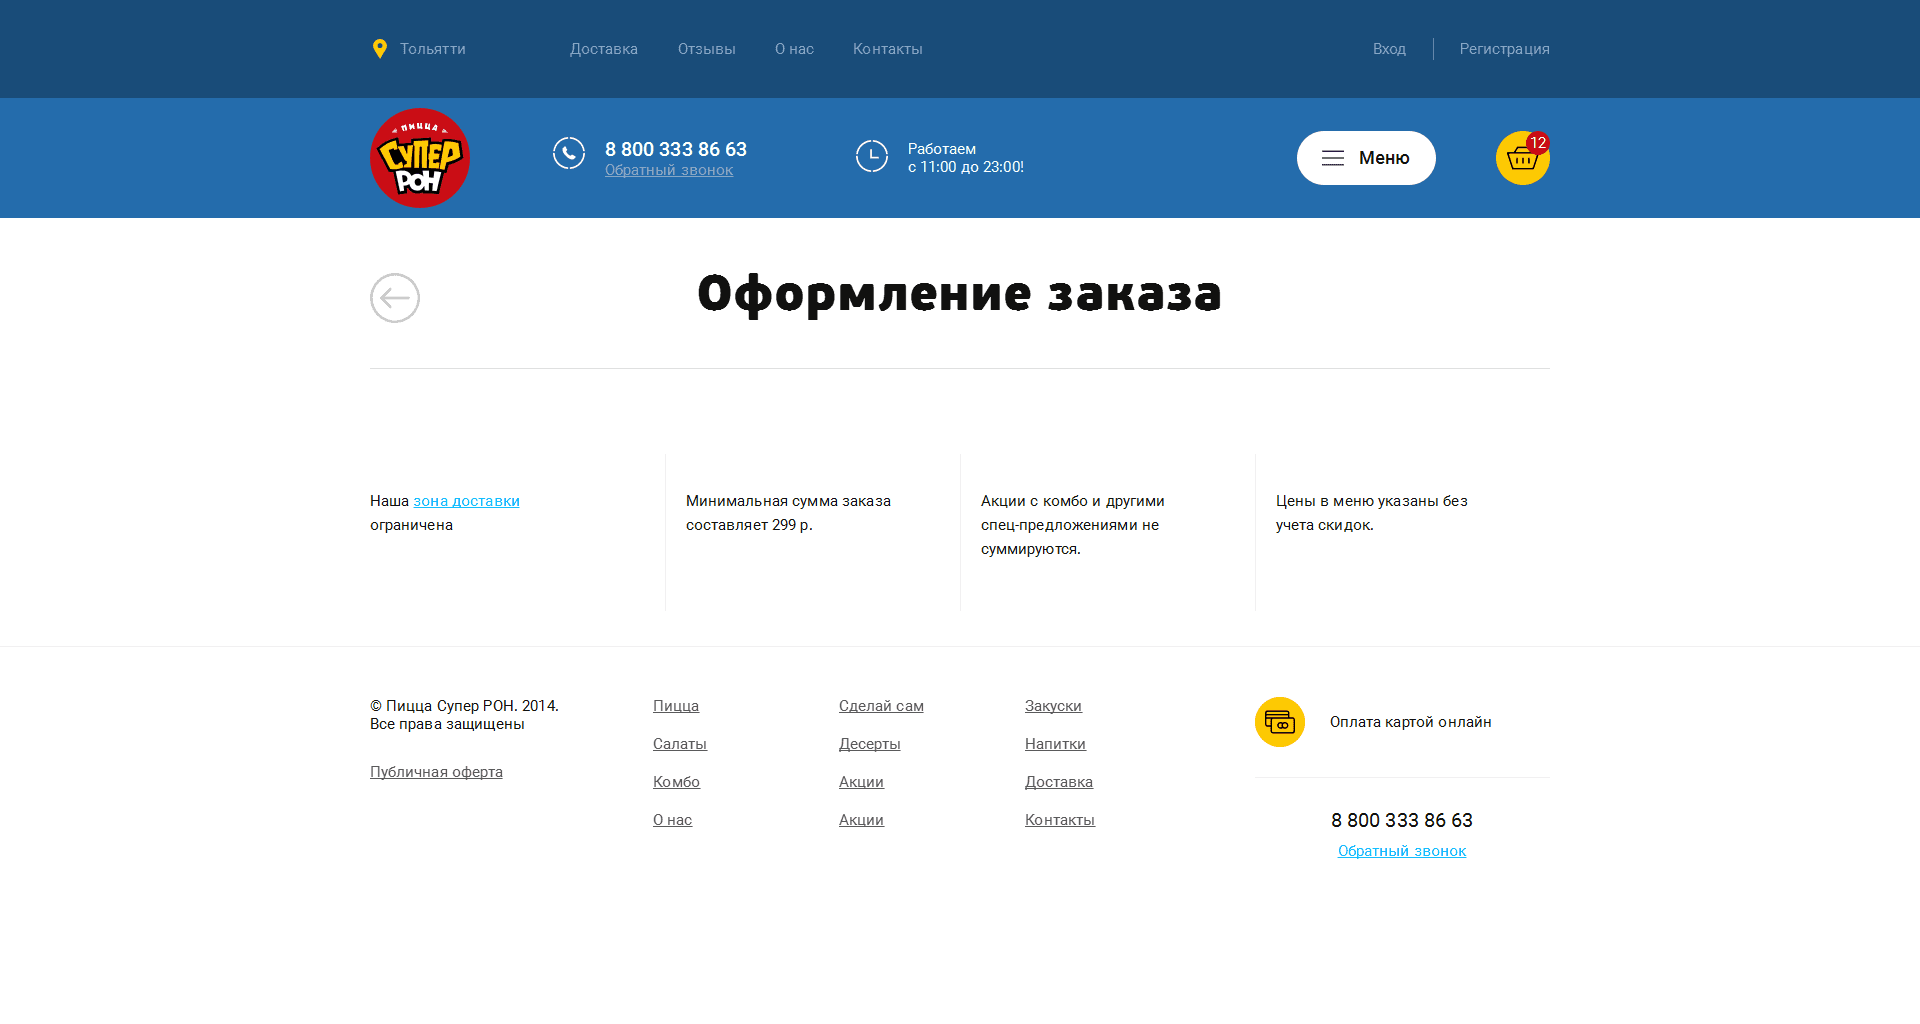 Тольятти
Доставка
Отзывы
О нас
Контакты
Вход
Регистрация
ПИЦЦА
СУПЕР
РОН
8 800 333 86 63
Обратный звонок
Работаем
с 11:00 до 23:00!
Меню
12
Оформление заказа
Наша зона доставки
ограничена
Минимальная сумма заказа
составляет 299 р.
Акции с комбо и другими
спец-предложениями не
суммируются.
Цены в меню указаны без
учета скидок.
© Пицца Супер РОН. 2014.
Все права защищены
Публичная оферта
Пицца
Салаты
Комбо
О нас
Сделай сам
Десерты
Акции
Акции
Закуски
Напитки
Доставка
Контакты
Оплата картой онлайн
8 800 333 86 63
Обратный звонок